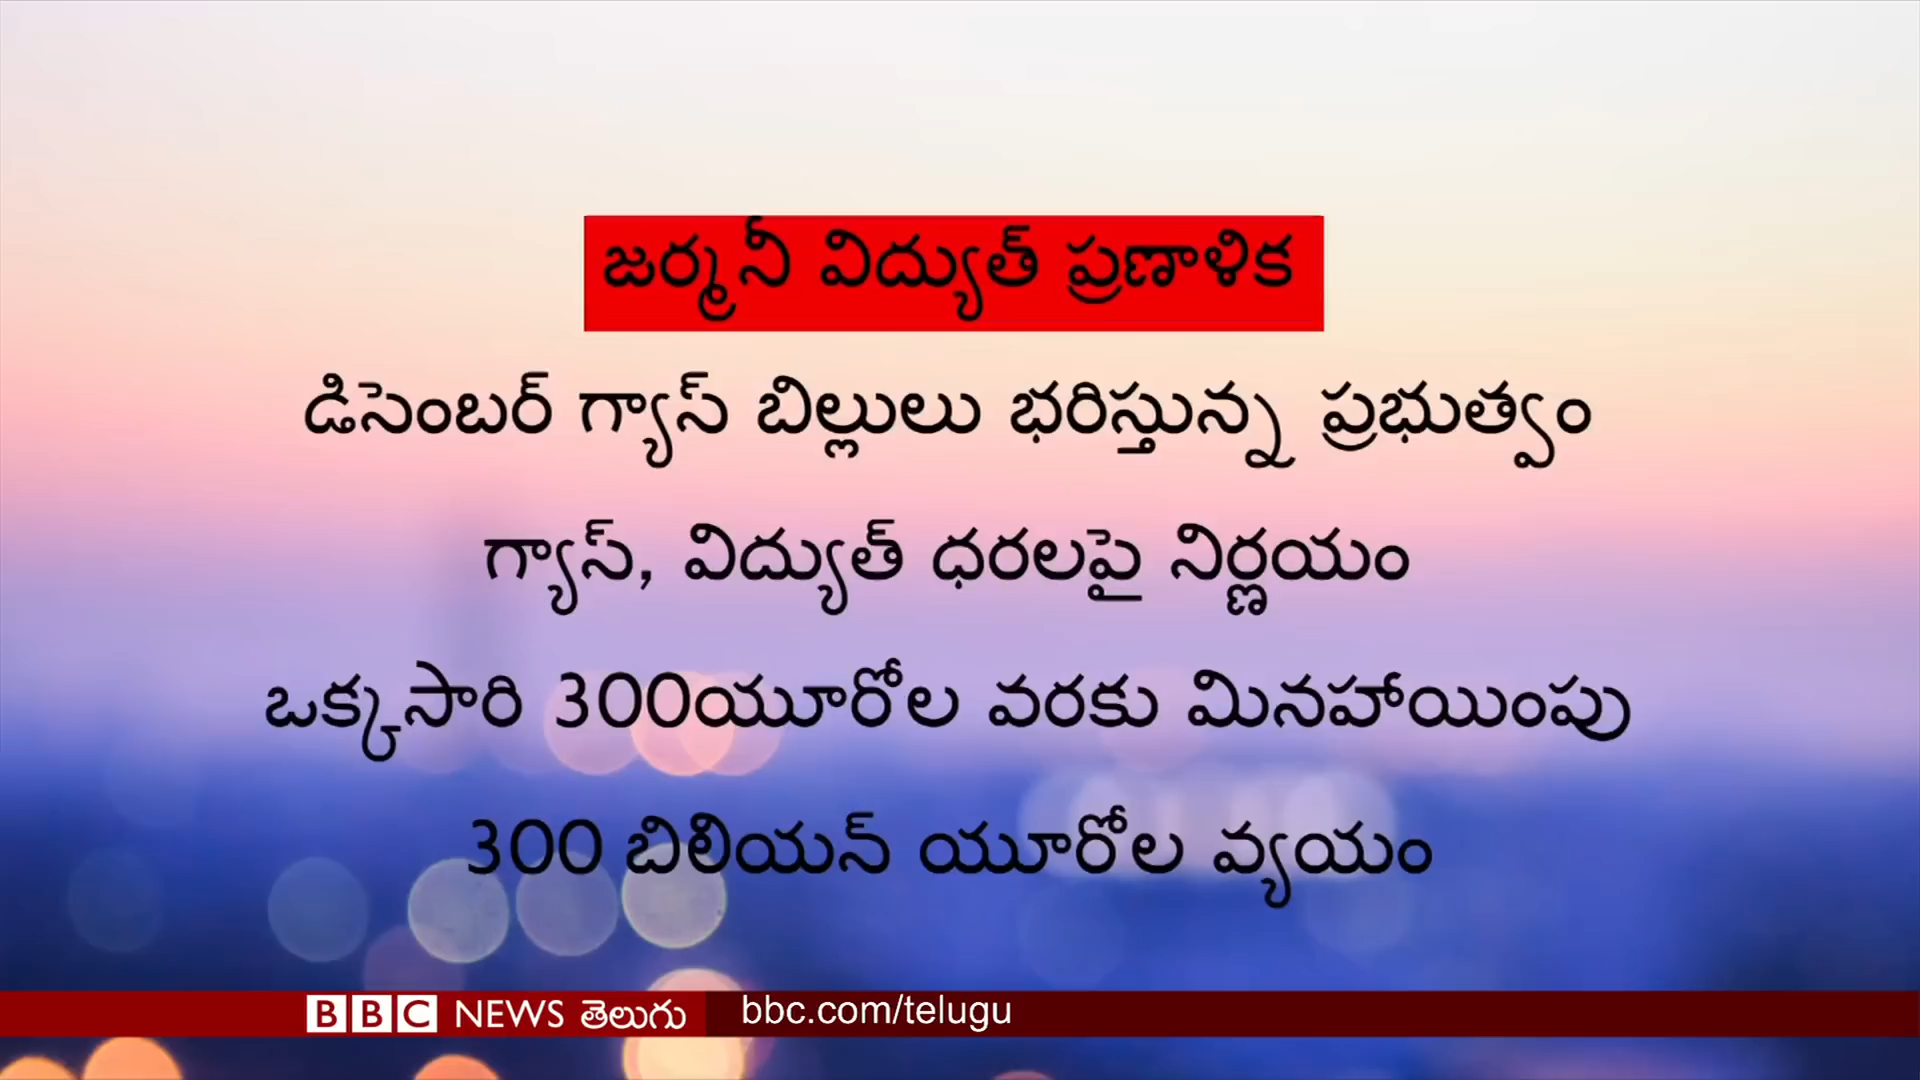 జర్మనీ విద్యుత్ ప్రణాళిక
డిసెంబర్ గ్యాస్ బిల్లులు భరిస్తున్న ప్రభుత్వం
గ్యాస్, విద్యుత్ ధరలపై నిర్ణయం
ఒక్కసారి 300యూరోల వరకు మినహాయింపు
300 బిలియన్ యూరోల వ్యయం
BBC NEWS తెలుగు bbc.com/telugu